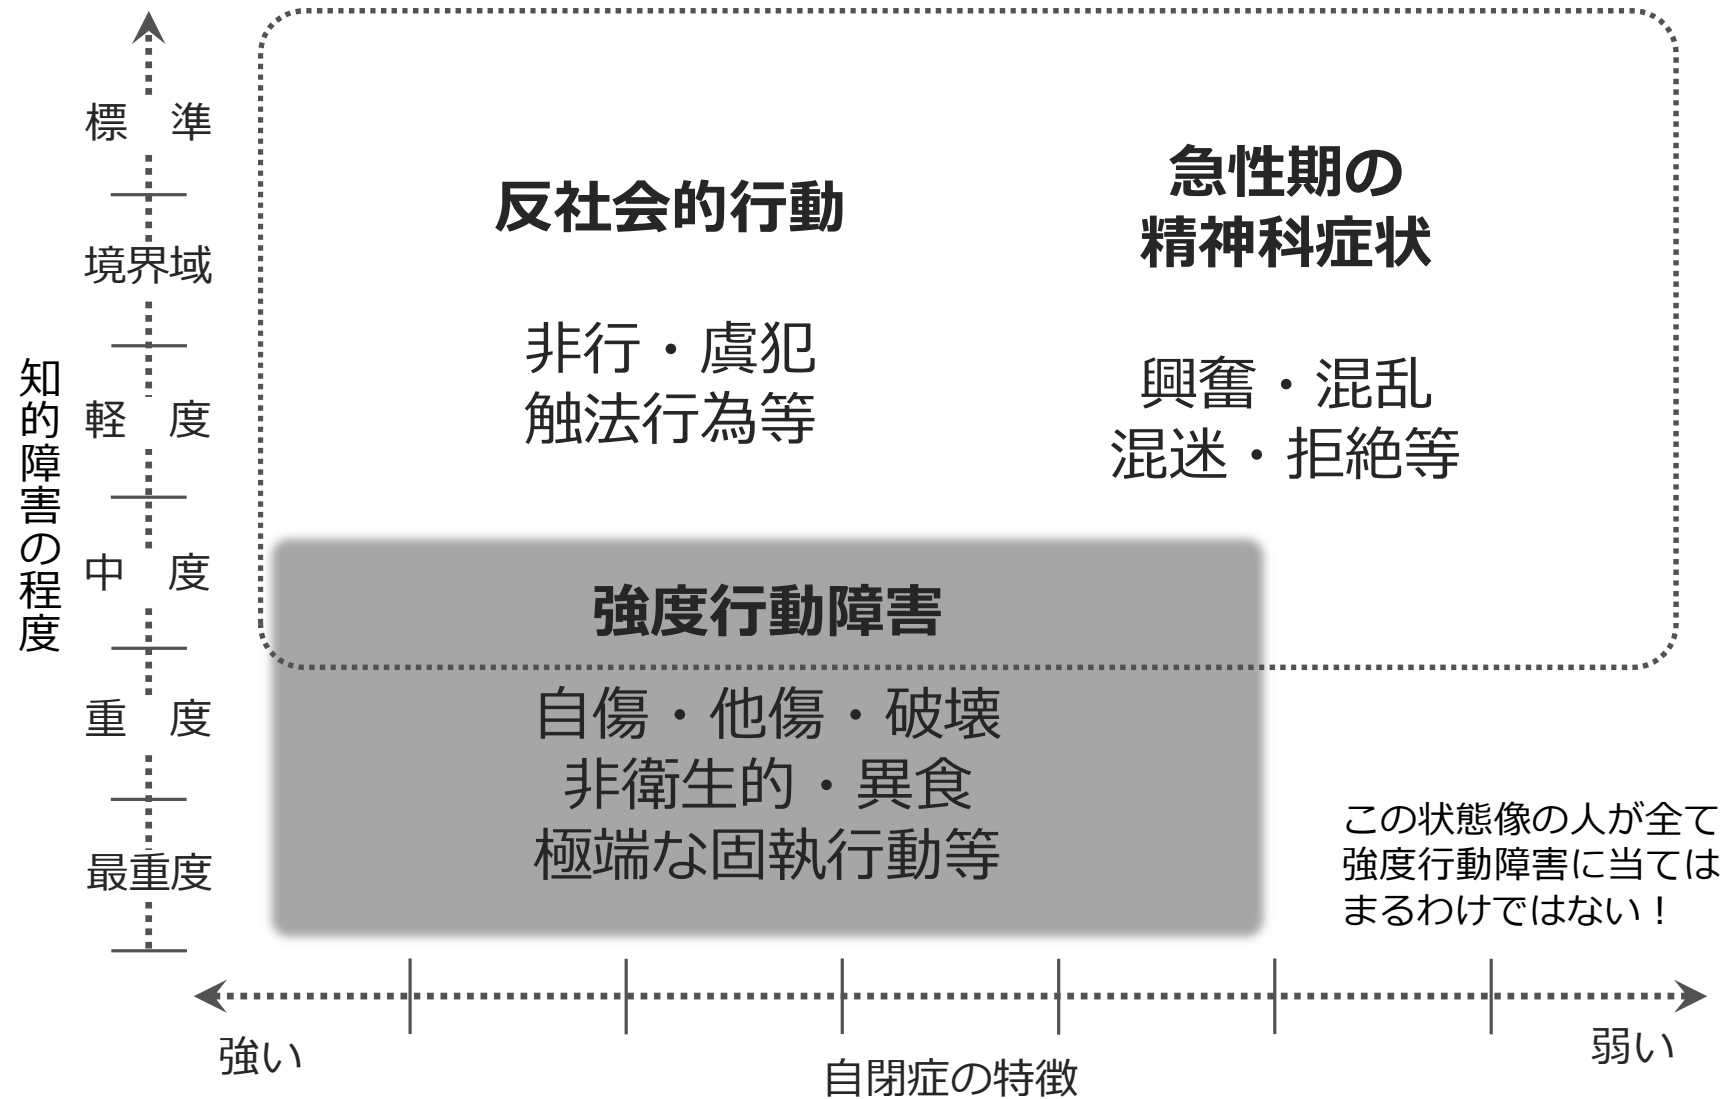 知的障害の程度
標　準
境界域
軽　度
中　度
重　度
最重度
反社会的行動
非行・虞犯
触法行為等
急性期の
精神科症状
興奮・混乱
混迷・拒絶等
強度行動障害
自傷・他傷・破壊
非衛生的・異食
極端な固執行動等
この状態像の人が全て
強度行動障害に当ては
まるわけではない！
強い
自閉症の特徴
弱い